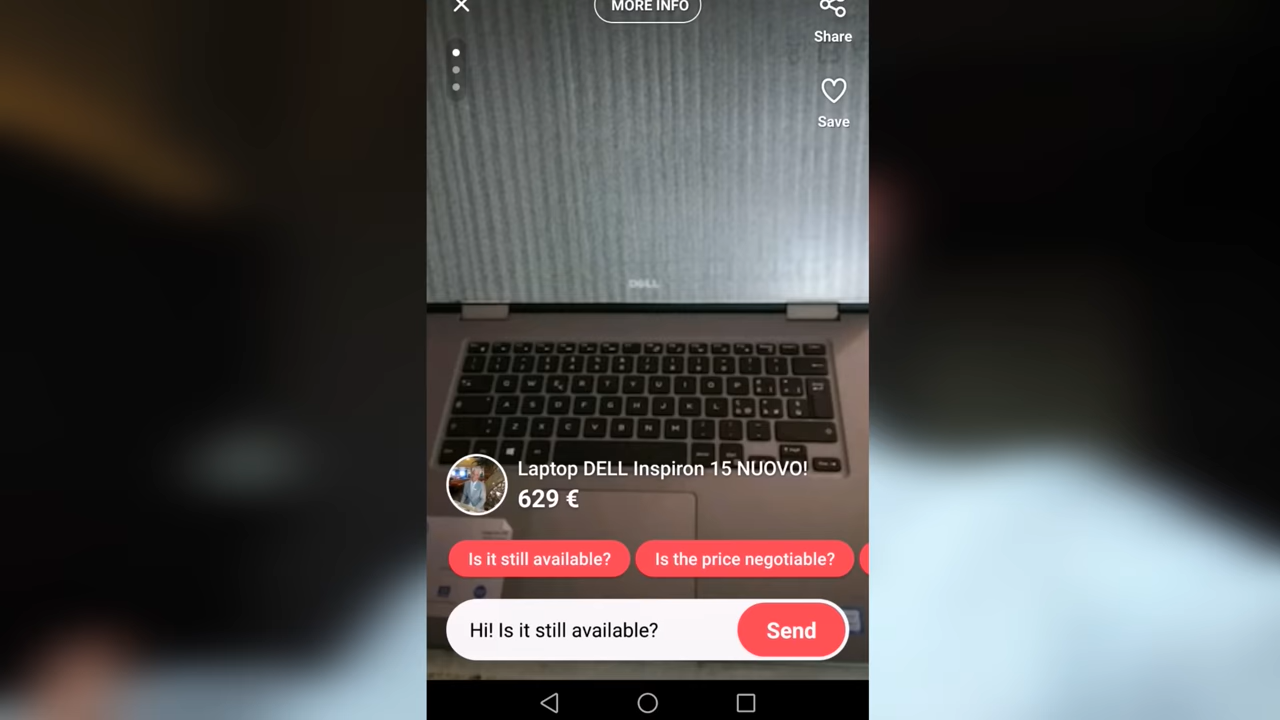 MORE INFO
Share
Save
DELL
Laptop DELL Inspiron 15 NUOVO!
629 €
Is it still available?
Is the price negotiable?
Hi! Is it still available?
Send